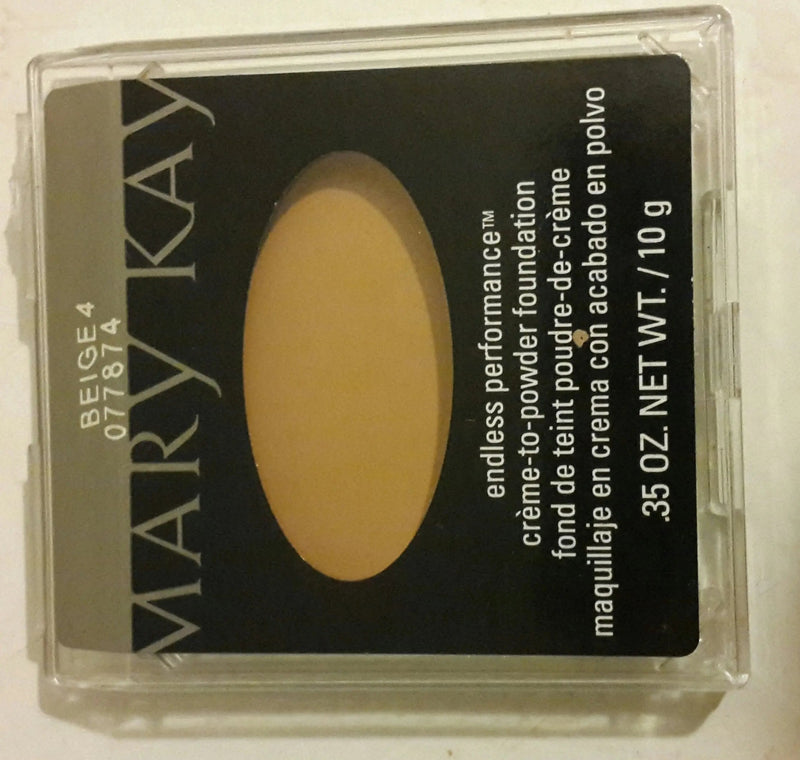 BEIGE 4
077874
MARY KAY
endless performance™
crème-to-powder foundation
fond de teint poudre-de-crème
maquillaje en crema con acabado en polvo
.35 OZ. NET WT. / 10 g